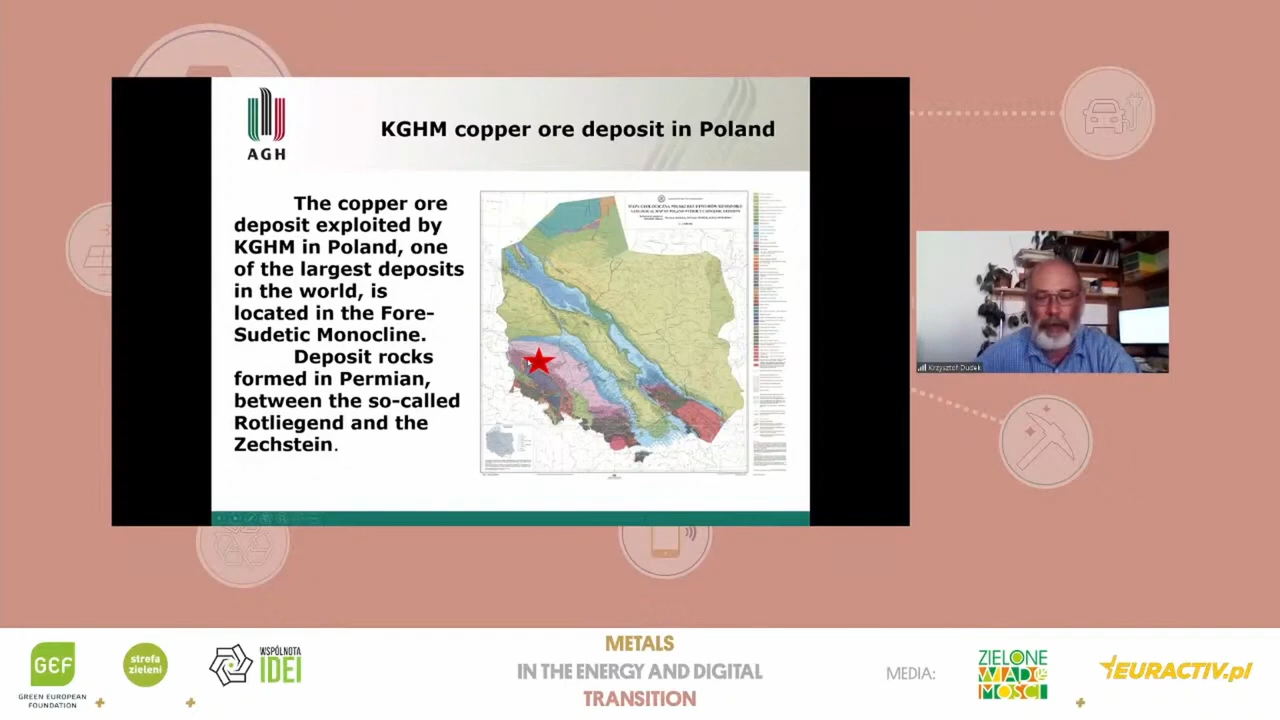 AGH
KGHM copper ore deposit in Poland
The copper ore
deposit exploited by
KGHM in Poland, one
of the largest deposits
in the world, is
located in the Fore-
Sudetic Monocline.
Deposit rocks
formed in Permian,
between the so-called
Rotliegend and the
Zechstein.
Krzysztof Dudek
GEF
GREEN EUROPEAN
FOUNDATION
strefa
zieleni
WSPÓLNOTA
IDEI
METALS
IN THE ENERGY AND DIGITAL
TRANSITION
MEDIA:
ZIELONE
WIADO
MOŚCI
EURACTIV.pl